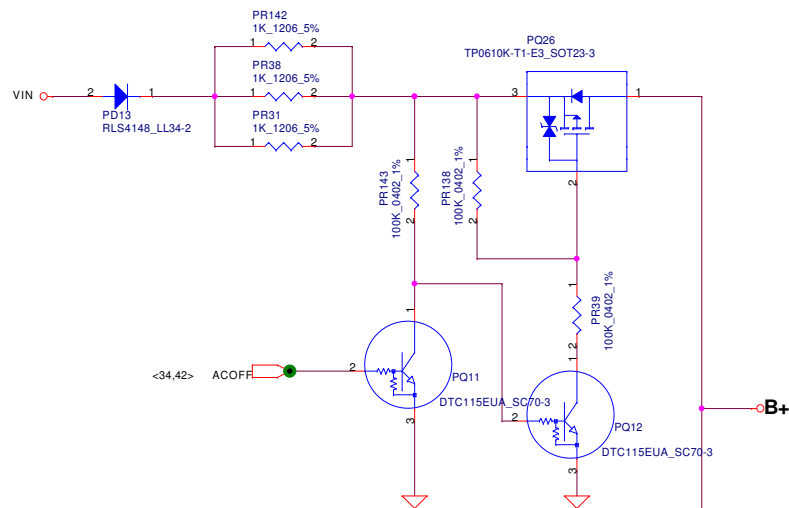 PR142
1K_1206_5%
1 2
PR38
1K_1206_5%
1 2
PR31
1K_1206_5%
1 2
VIN
2 1
PD13
RLS4148_LL34-2
PQ26
TP0610K-T1-E3_SOT23-3
3 1
2
1
PR143
100K_0402_1%
2
1
PR138
100K_0402_1%
2
1
PR39
100K_0402_1%
2
1
<34,42> ACOFF
2
PQ11
DTC115EUA_SC70-3
3
1
2
PQ12
DTC115EUA_SC70-3
3
B+